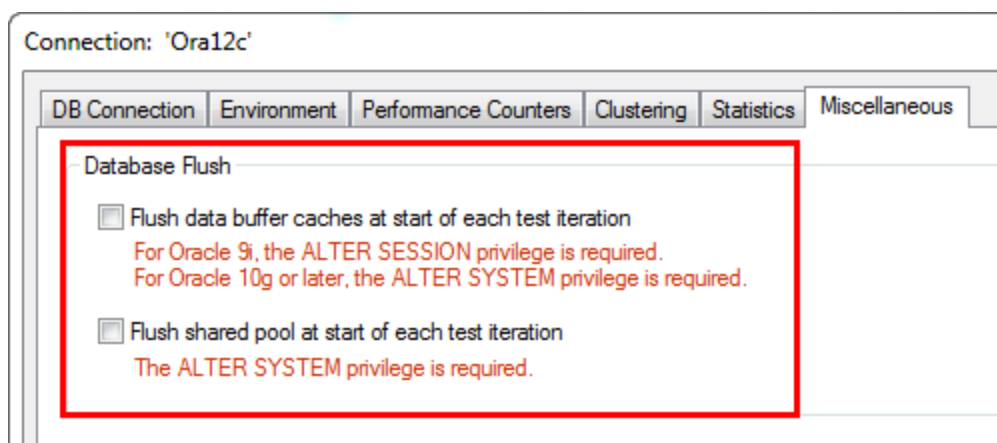 Connection:  'Ora12c'
DB Connection Environment Performance Counters Clustering Statistics Miscellaneous
Database Flush
Flush data buffer caches at start of each test iteration
For Oracle 9i, the ALTER SESSION privilege is required.
For Oracle 10g or later, the ALTER SYSTEM privilege is required.
Flush shared pool at start of each test iteration
The ALTER SYSTEM privilege is required.